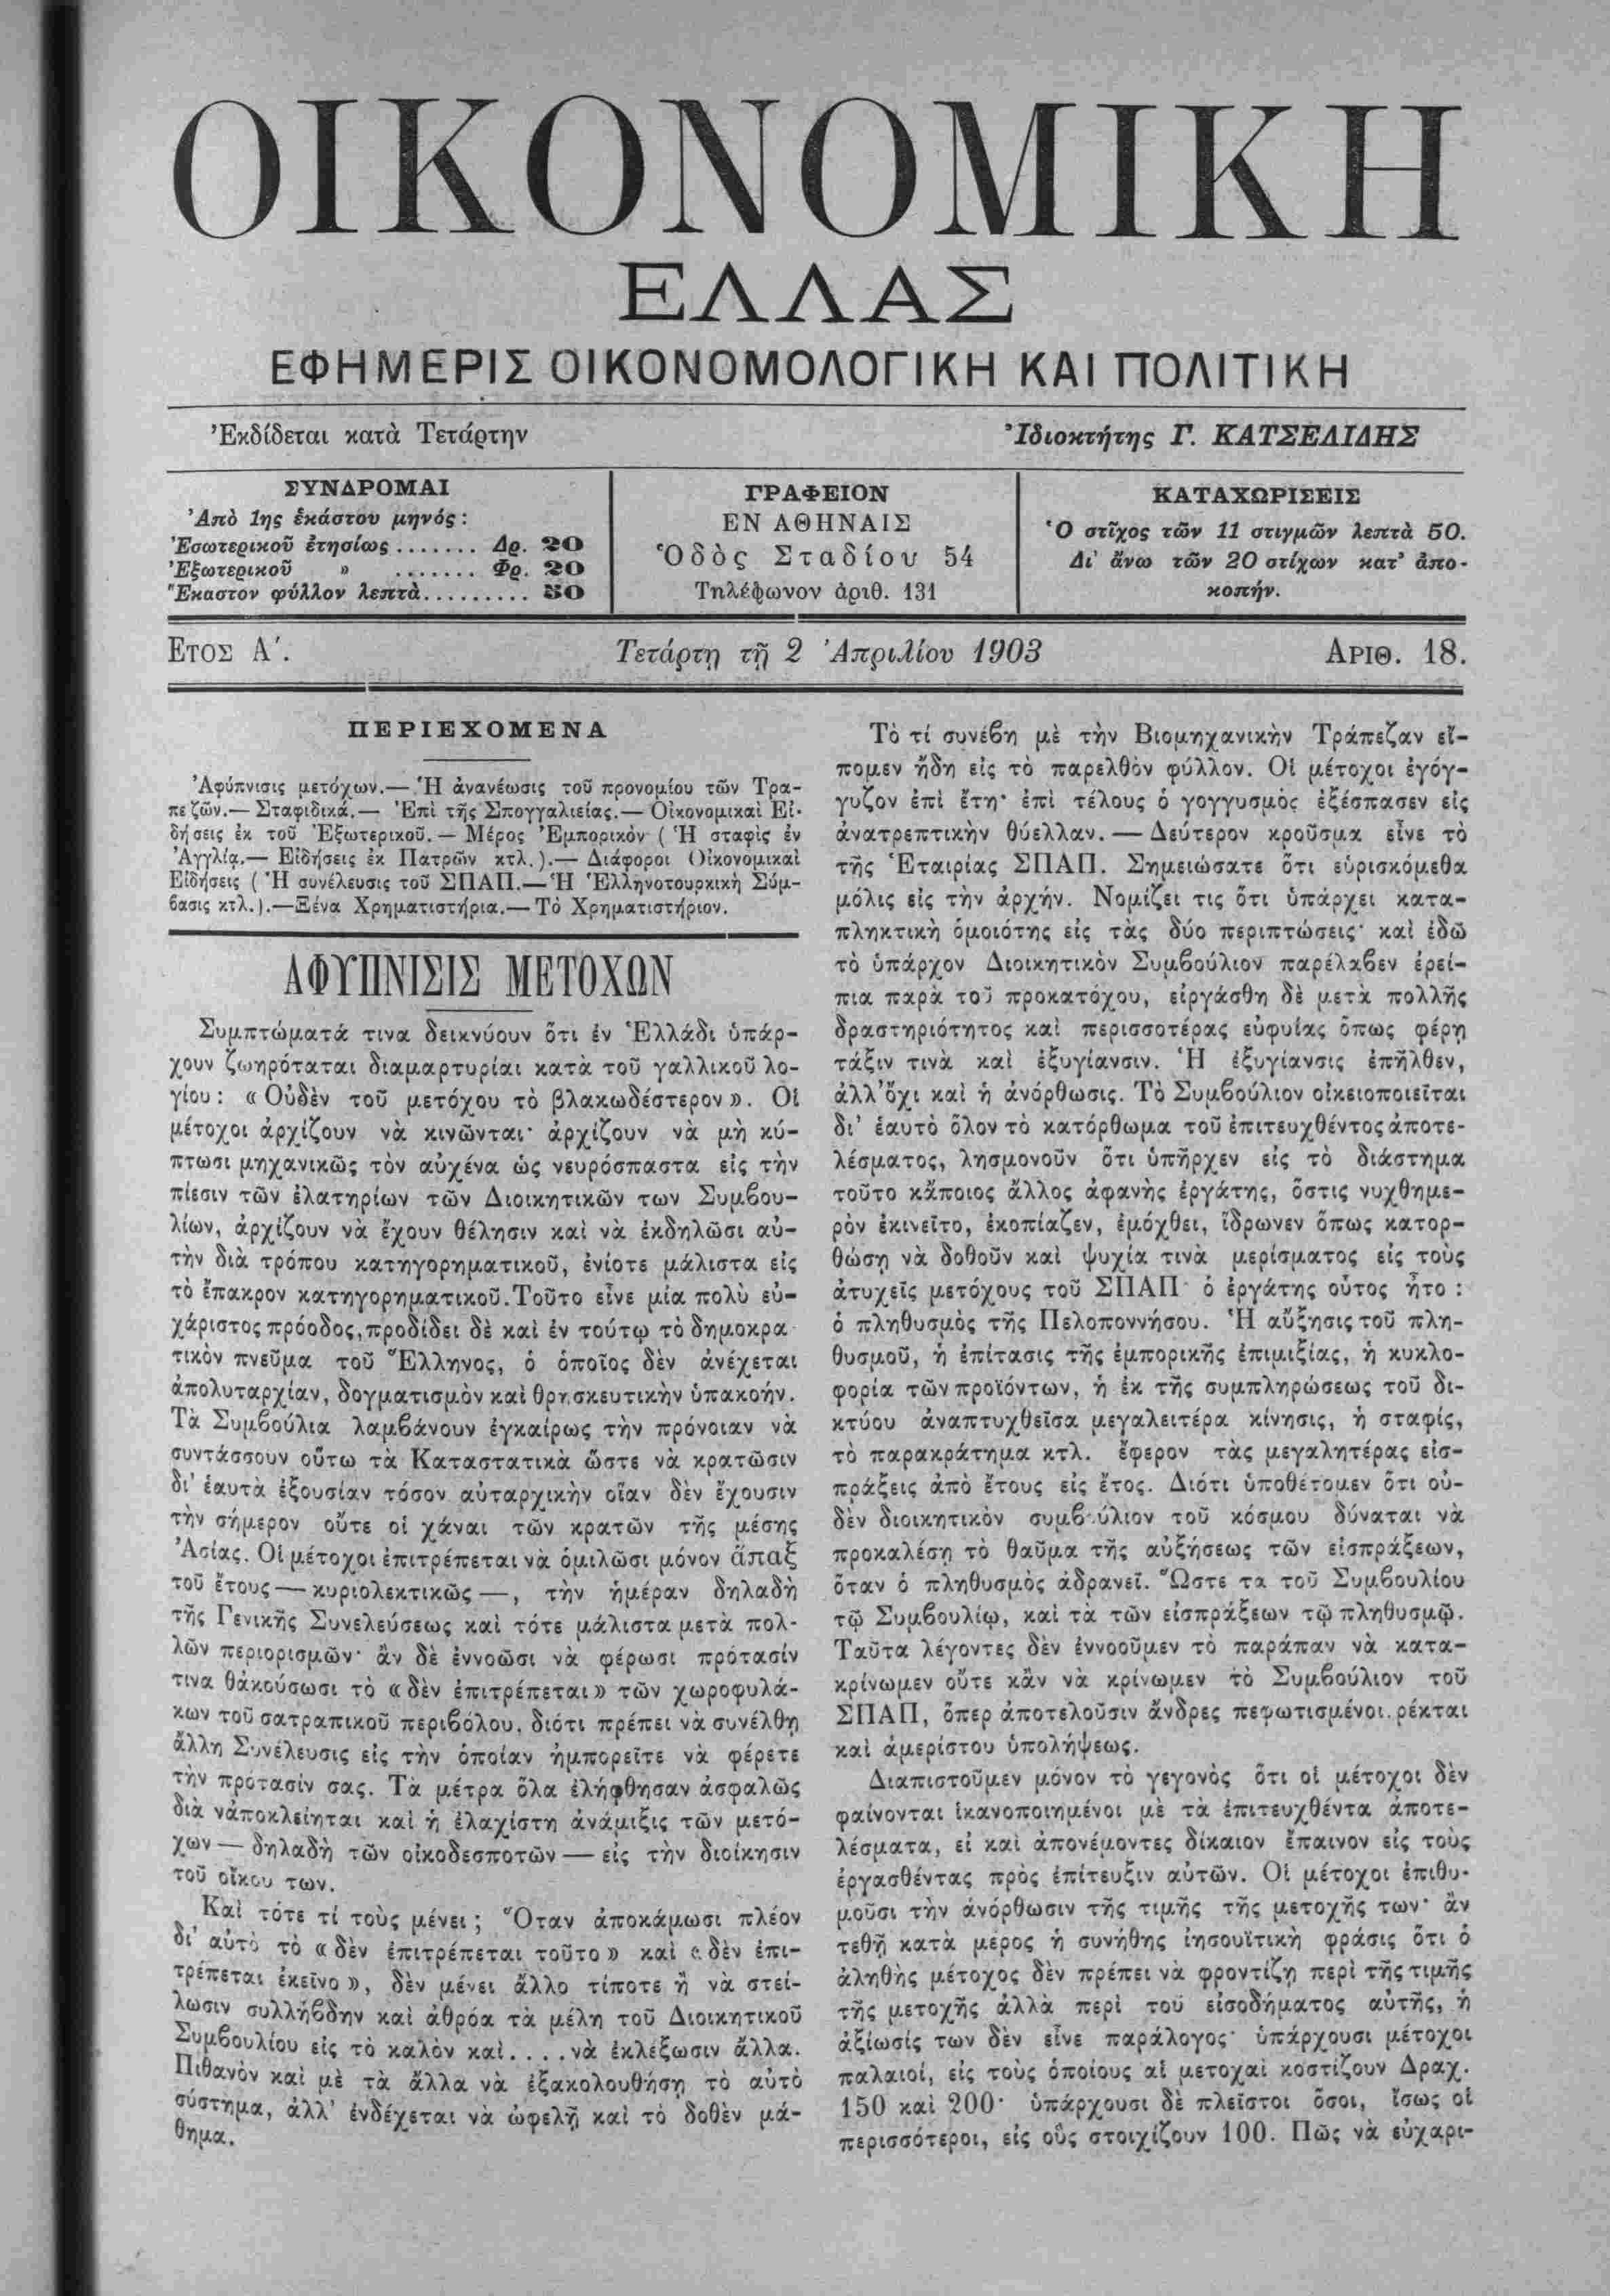 ΟΙΚΟΝΟΜΙΚΗ
ΕΛΛΑΣ
ΕΦΗΜΕΡΙΣ ΟΙΚΟΝΟΜΟΛΟΓΙΚΗ ΚΑΙ ΠΟΛΙΤΙΚΗ
Ἐκδίδεται κατὰ Τετάρτην
Ἰδιοκτήτης Γ. ΚΑΤΣΕΛΙΔΗΣ
ΣΥΝΔΡΟΜΑΙ
Ἀπὸ 1ης ἑκάστου μηνός:
Ἐσωτερικοῦ ἐτησίως ....... Δρ. 20
Ἐξωτερικοῦ » ....... Φρ. 20
Ἕκαστον φύλλον λεπτὰ.......... 50
ΓΡΑΦΕΙΟΝ
ΕΝ ΑΘΗΝΑΙΣ
Ὁδὸς Σταδίου 54
Τηλέφωνον ἀριθ. 131
ΚΑΤΑΧΩΡΙΣΕΙΣ
Ὁ στῖχος τῶν 11 στιγμῶν λεπτὰ 50.
Δι' ἄνω τῶν 20 στίχων κατ' ἀπο-
κοπήν.
ΕΤΟΣ Α΄.
Τετάρτῃ τῇ 2 Ἀπριλίου 1903
ΑΡΙΘ. 18.
ΠΕΡΙΕΧΟΜΕΝΑ
Ἀφύπνισις μετόχων.— Ἡ ἀνανέωσις τοῦ προνομίου τῶν Τρα-
πεζῶν.— Σταφιδικά.— Ἐπὶ τῆς Σπογγαλιείας.— Οἰκονομικαὶ Εἰ-
δήσεις ἐκ τοῦ Ἐξωτερικοῦ.— Μέρος Ἐμπορικόν (Ἡ σταφὶς ἐν
Ἀγγλίᾳ.— Εἰδήσεις ἐκ Πατρῶν κτλ.).— Διάφοροι Οἰκονομικαὶ
Εἰδήσεις (Ἡ συνέλευσις τοῦ ΣΠΑΠ.—Ἡ Ἑλληνοτουρκικὴ Σύμ-
βασις κτλ.).—Ξένα Χρηματιστήρια.—Τὸ Χρηματιστήριον.
ΑΦΥΠΝΙΣΙΣ ΜΕΤΟΧΩΝ
Συμπτώματά τινα δεικνύουν ὅτι ἐν Ἑλλάδι ὑπάρ-
χουν ζωηρόταται διαμαρτυρίαι κατὰ τοῦ γαλλικοῦ λο-
γίου: «Οὐδὲν τοῦ μετόχου τὸ βλακωδέστερον». Οἱ
μέτοχοι ἀρχίζουν νὰ κινῶνται· ἀρχίζουν νὰ μὴ κύ-
πτωσι μηχανικῶς τὸν αὐχένα ὡς νευρόσπαστα εἰς τὴν
πίεσιν τῶν ἐλατηρίων τῶν Διοικητικῶν των Συμβου-
λίων, ἀρχίζουν νὰ ἔχουν θέλησιν καὶ νὰ ἐκδηλῶσι αὐ-
τὴν διὰ τρόπου κατηγορηματικοῦ, ἐνίοτε μάλιστα εἰς
τὸ ἔπακρον κατηγορηματικοῦ. Τοῦτο εἶνε μία πολὺ εὐ-
χάριστος πρόοδος, προδίδει δὲ καὶ ἐν τούτῳ τὸ δημοκρα
τικὸν πνεῦμα τοῦ Ἕλληνος, ὁ ὁποῖος δὲν ἀνέχεται
ἀπολυταρχίαν, δογματισμὸν καὶ θρησκευτικὴν ὑπακοήν.
Τὰ Συμβούλια λαμβάνουν ἐγκαίρως τὴν πρόνοιαν νὰ
συντάσσουν οὕτω τὰ Καταστατικὰ ὥστε νὰ κρατῶσιν
δι' ἑαυτὰ ἐξουσίαν τόσον αὐταρχικὴν οἵαν δὲν ἔχουσιν
τὴν σήμερον οὔτε οἱ χάναι τῶν κρατῶν τῆς μέσης
Ἀσίας. Οἱ μέτοχοι ἐπιτρέπεται νὰ ὁμιλῶσι μόνον ἅπαξ
τοῦ ἔτους — κυριολεκτικῶς —, τὴν ἡμέραν δηλαδὴ
τῆς Γενικῆς Συνελεύσεως καὶ τότε μάλιστα μετὰ πολ-
λῶν περιορισμῶν· ἂν δὲ ἐννοῶσι νὰ φέρωσι πρότασίν
τινα θἀκούσωσι τὸ «δὲν ἐπιτρέπεται» τῶν χωροφυλά-
κων τοῦ σατραπικοῦ περιβόλου, διότι πρέπει νὰ συνέλθῃ
ἄλλη Συνέλευσις εἰς τὴν ὁποίαν ἠμπορεῖτε νὰ φέρετε
τὴν πρότασίν σας. Τὰ μέτρα ὅλα ἐλήφθησαν ἀσφαλῶς
διὰ νἀποκλείηται καὶ ἡ ἐλαχίστη ἀνάμιξις τῶν μετό-
χων — δηλαδὴ τῶν οἰκοδεσποτῶν — εἰς τὴν διοίκησιν
τοῦ οἴκου των.
Καὶ τότε τί τοὺς μένει; Ὅταν ἀποκάμωσι πλέον
δι' αὐτὸ τὸ «δὲν ἐπιτρέπεται τοῦτο» καὶ «δὲν ἐπι-
τρέπεται ἐκεῖνο», δὲν μένει ἄλλο τίποτε ἢ νὰ στεί-
λωσιν συλλήβδην καὶ ἀθρόα τὰ μέλη τοῦ Διοικητικοῦ
Συμβουλίου εἰς τὸ καλὸν καὶ....νὰ ἐκλέξωσιν ἄλλα.
Πιθανὸν καὶ μὲ τὰ ἄλλα νὰ ἐξακολουθήσῃ τὸ αὐτὸ
σύστημα, ἀλλ' ἐνδέχεται νὰ ὠφελῇ καὶ τὸ δοθὲν μά-
θημα.
Τὸ τί συνέβη μὲ τὴν Βιομηχανικὴν Τράπεζαν εἴ-
πομεν ἤδη εἰς τὸ παρελθὸν φύλλον. Οἱ μέτοχοι ἐγόγ-
γυζον ἐπὶ ἔτη· ἐπὶ τέλους ὁ γογγυσμὸς ἐξέσπασεν εἰς
ἀνατρεπτικὴν θύελλαν. — Δεύτερον κροῦσμα εἶνε τὸ
τῆς Ἑταιρίας ΣΠΑΠ. Σημειώσατε ὅτι εὑρισκόμεθα
μόλις εἰς τὴν ἀρχήν. Νομίζει τις ὅτι ὑπάρχει κατα-
πληκτικὴ ὁμοιότης εἰς τὰς δύο περιπτώσεις· καὶ ἐδῶ
τὸ ὑπάρχον Διοικητικὸν Συμβούλιον παρέλαβεν ἐρεί-
πια παρὰ τοῦ προκατόχου, εἰργάσθη δὲ μετὰ πολλῆς
δραστηριότητος καὶ περισσοτέρας εὐφυίας ὅπως φέρῃ
τάξιν τινὰ καὶ ἐξυγίανσιν. Ἡ ἐξυγίανσις ἐπῆλθεν,
ἀλλ' ὄχι καὶ ἡ ἀνόρθωσις. Τὸ Συμβούλιον οἰκειοποιεῖται
δι' ἑαυτὸ ὅλον τὸ κατόρθωμα τοῦ ἐπιτευχθέντος ἀποτε-
λέσματος, λησμονοῦν ὅτι ὑπῆρχεν εἰς τὸ διάστημα
τοῦτο κἄποιος ἄλλος ἀφανὴς ἐργάτης, ὅστις νυχθημε-
ρὸν ἐκινεῖτο, ἐκοπίαζεν, ἐμόχθει, ἵδρωνεν ὅπως κατορ-
θώσῃ νὰ δοθοῦν καὶ ψυχία τινὰ μερίσματος εἰς τοὺς
ἀτυχεῖς μετόχους τοῦ ΣΠΑΠ· ὁ ἐργάτης οὗτος ἦτο:
ὁ πληθυσμὸς τῆς Πελοποννήσου. Ἡ αὔξησις τοῦ πλη-
θυσμοῦ, ἡ ἐπίτασις τῆς ἐμπορικῆς ἐπιμιξίας, ἡ κυκλο-
φορία τῶν προϊόντων, ἡ ἐκ τῆς συμπληρώσεως τοῦ δι-
κτύου ἀναπτυχθεῖσα μεγαλειτέρα κίνησις, ἡ σταφίς,
τὸ παρακράτημα κτλ. ἔφερον τὰς μεγαλητέρας εἰσ-
πράξεις ἀπὸ ἔτους εἰς ἔτος. Διότι ὑποθέτομεν ὅτι οὐ-
δὲν διοικητικὸν συμβούλιον τοῦ κόσμου δύναται νὰ
προκαλέσῃ τὸ θαῦμα τῆς αὐξήσεως τῶν εἰσπράξεων,
ὅταν ὁ πληθυσμὸς ἀδρανεῖ. Ὥστε τὰ τοῦ Συμβουλίου
τῷ Συμβουλίῳ, καὶ τὰ τῶν εἰσπράξεων τῷ πληθυσμῷ.
Ταῦτα λέγοντες δὲν ἐννοοῦμεν τὸ παράπαν νὰ κατα-
κρίνωμεν οὔτε κἂν νὰ κρίνωμεν τὸ Συμβούλιον τοῦ
ΣΠΑΠ, ὅπερ ἀποτελοῦσιν ἄνδρες πεφωτισμένοι. ρέκται
καὶ ἀμερίστου ὑπολήψεως.
Διαπιστοῦμεν μόνον τὸ γεγονὸς ὅτι οἱ μέτοχοι δὲν
φαίνονται ἱκανοποιημένοι μὲ τὰ ἐπιτευχθέντα ἀποτε-
λέσματα, εἰ καὶ ἀπονέμοντες δίκαιον ἔπαινον εἰς τοὺς
ἐργασθέντας πρὸς ἐπίτευξιν αὐτῶν. Οἱ μέτοχοι ἐπιθυ-
μοῦσι τὴν ἀνόρθωσιν τῆς τιμῆς τῆς μετοχῆς των· ἂν
τεθῇ κατὰ μέρος ἡ συνήθης ἰησουϊτικὴ φράσις ὅτι ὁ
ἀληθὴς μέτοχος δὲν πρέπει νὰ φροντίζῃ περὶ τῆς τιμῆς
τῆς μετοχῆς ἀλλὰ περὶ τοῦ εἰσοδήματος αὐτῆς, ἡ
ἀξίωσίς των δὲν εἶνε παράλογος· ὑπάρχουσι μέτοχοι
παλαιοί, εἰς τοὺς ὁποίους αἱ μετοχαὶ κοστίζουν Δραχ.
150 καὶ 200· ὑπάρχουσι δὲ πλεῖστοι ὅσοι, ἴσως οἱ
περισσότεροι, εἰς οὓς στοιχίζουν 100. Πῶς νὰ εὐχαρι-